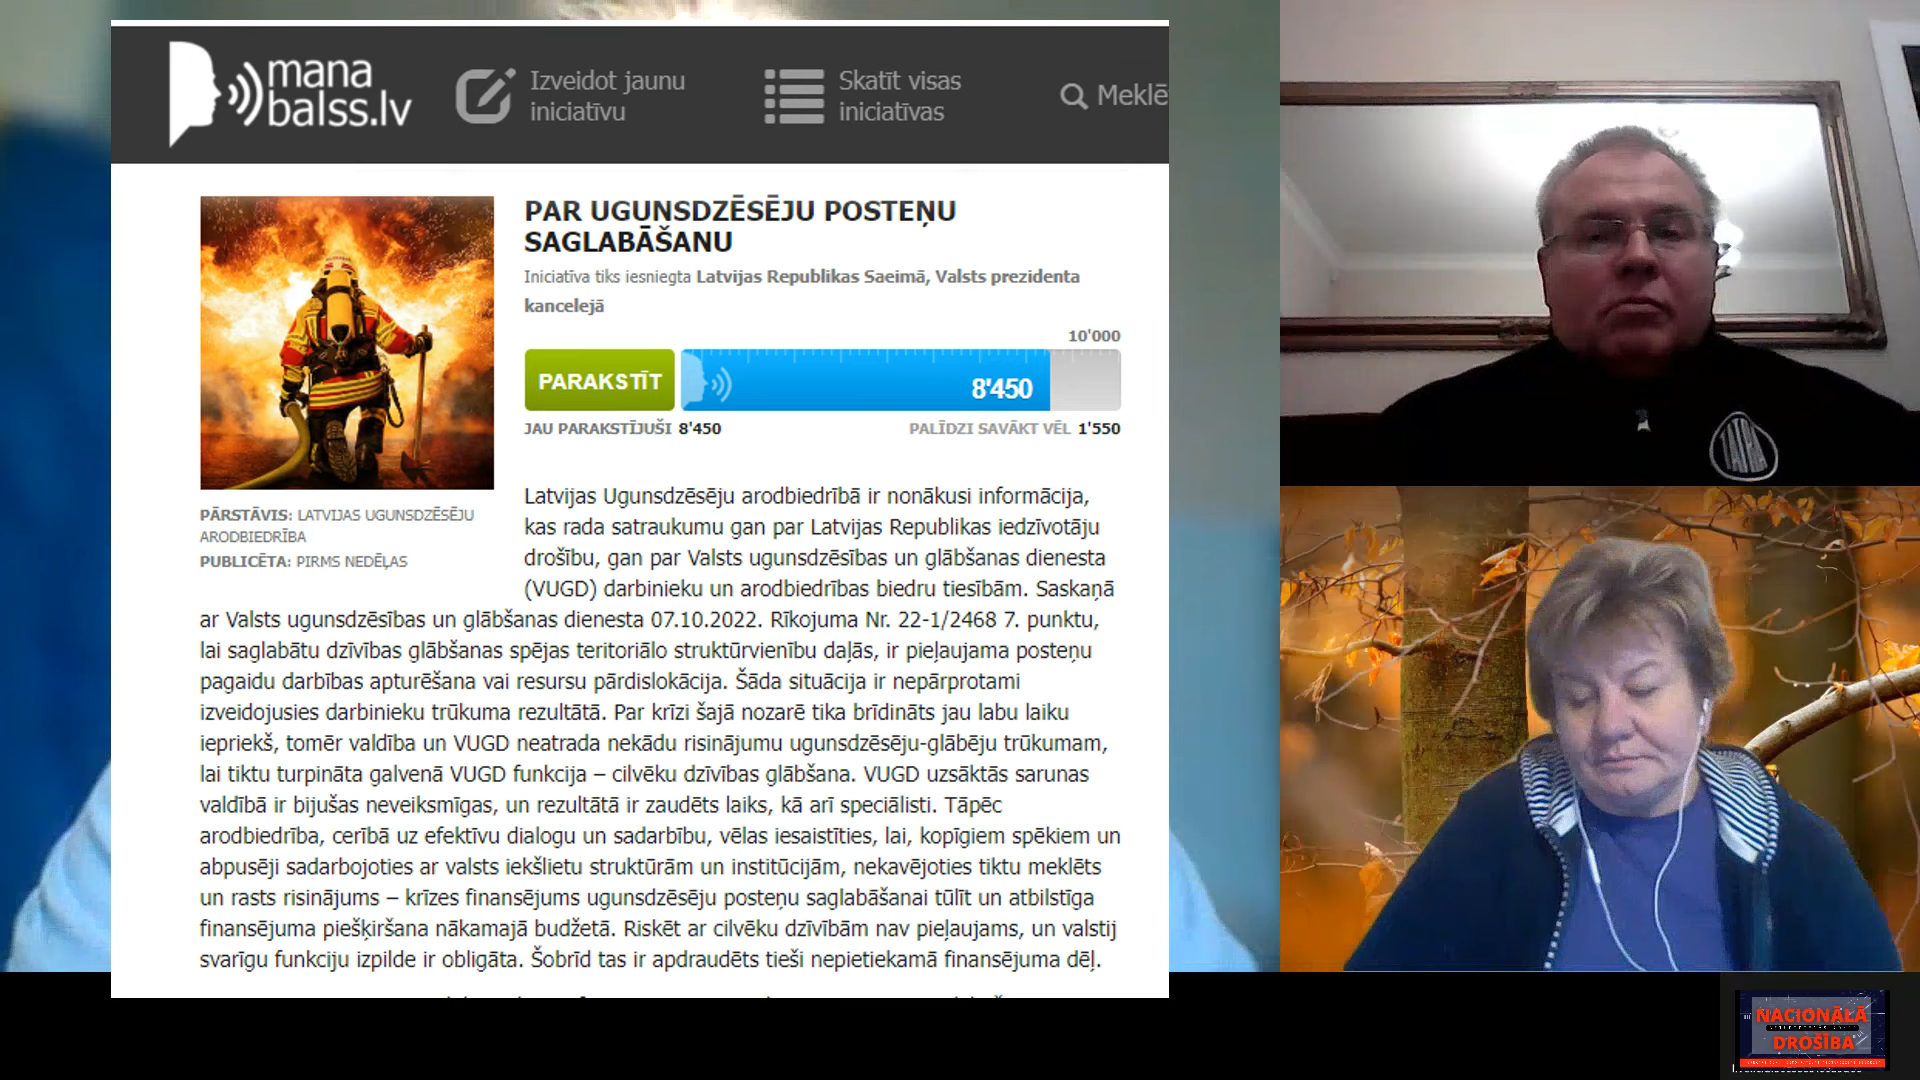 mana
balss.lv
Izveidot jaunu
iniciatīvu
Skatīt visas
iniciatīvas
Meklē
PAR UGUNSDZĒSĒJU POSTEŅU
SAGLABĀŠANU
Iniciatīva tiks iesniegta Latvijas Republikas Saeimā, Valsts prezidenta
kancelejā
10'000
PARAKSTĪT
8'450
JAU PARAKSTĪJUŠI 8'450
PALĪDZI SAVĀKT VĒL 1'550
PĀRSTĀVIS: LATVIJAS UGUNSDZĒSĒJU
ARODBIEDRĪBA
PUBLICĒTA: PIRMS NEDĒĻAS
Latvijas Ugunsdzēsēju arodbiedrībā ir nonākusi informācija,
kas rada satraukumu gan par Latvijas Republikas iedzīvotāju
drošību, gan par Valsts ugunsdzēsības un glābšanas dienesta
(VUGD) darbinieku un arodbiedrības biedru tiesībām. Saskaņā
ar Valsts ugunsdzēsības un glābšanas dienesta 07.10.2022. Rīkojuma Nr. 22-1/2468 7. punktu,
lai saglabātu dzīvības glābšanas spējas teritoriālo struktūrvienību daļās, ir pieļaujama posteņu
pagaidu darbības apturēšana vai resursu pārdislokācija. Šāda situācija ir nepārprotami
izveidojusies darbinieku trūkuma rezultātā. Par krīzi šajā nozarē tika brīdināts jau labu laiku
iepriekš, tomēr valdība un VUGD neatrada nekādu risinājumu ugunsdzēsēju-glābēju trūkumam,
lai tiktu turpināta galvenā VUGD funkcija – cilvēku dzīvības glābšana. VUGD uzsāktās sarunas
valdībā ir bijušas neveiksmīgas, un rezultātā ir zaudēts laiks, kā arī speciālisti. Tāpēc
arodbiedrība, cerībā uz efektīvu dialogu un sadarbību, vēlas iesaistīties, lai, kopīgiem spēkiem un
abpusēji sadarbojoties ar valsts iekšlietu struktūrām un institūcijām, nekavējoties tiktu meklēts
un rasts risinājums – krīzes finansējums ugunsdzēsēju posteņu saglabāšanai tūlīt un atbilstīga
finansējuma piešķiršana nākamajā budžetā. Riskēt ar cilvēku dzīvībām nav pieļaujams, un valstij
svarīgu funkciju izpilde ir obligāta. Šobrīd tas ir apdraudēts tieši nepietiekamā finansējuma dēļ.
NACIONĀLĀ
DROŠĪBA